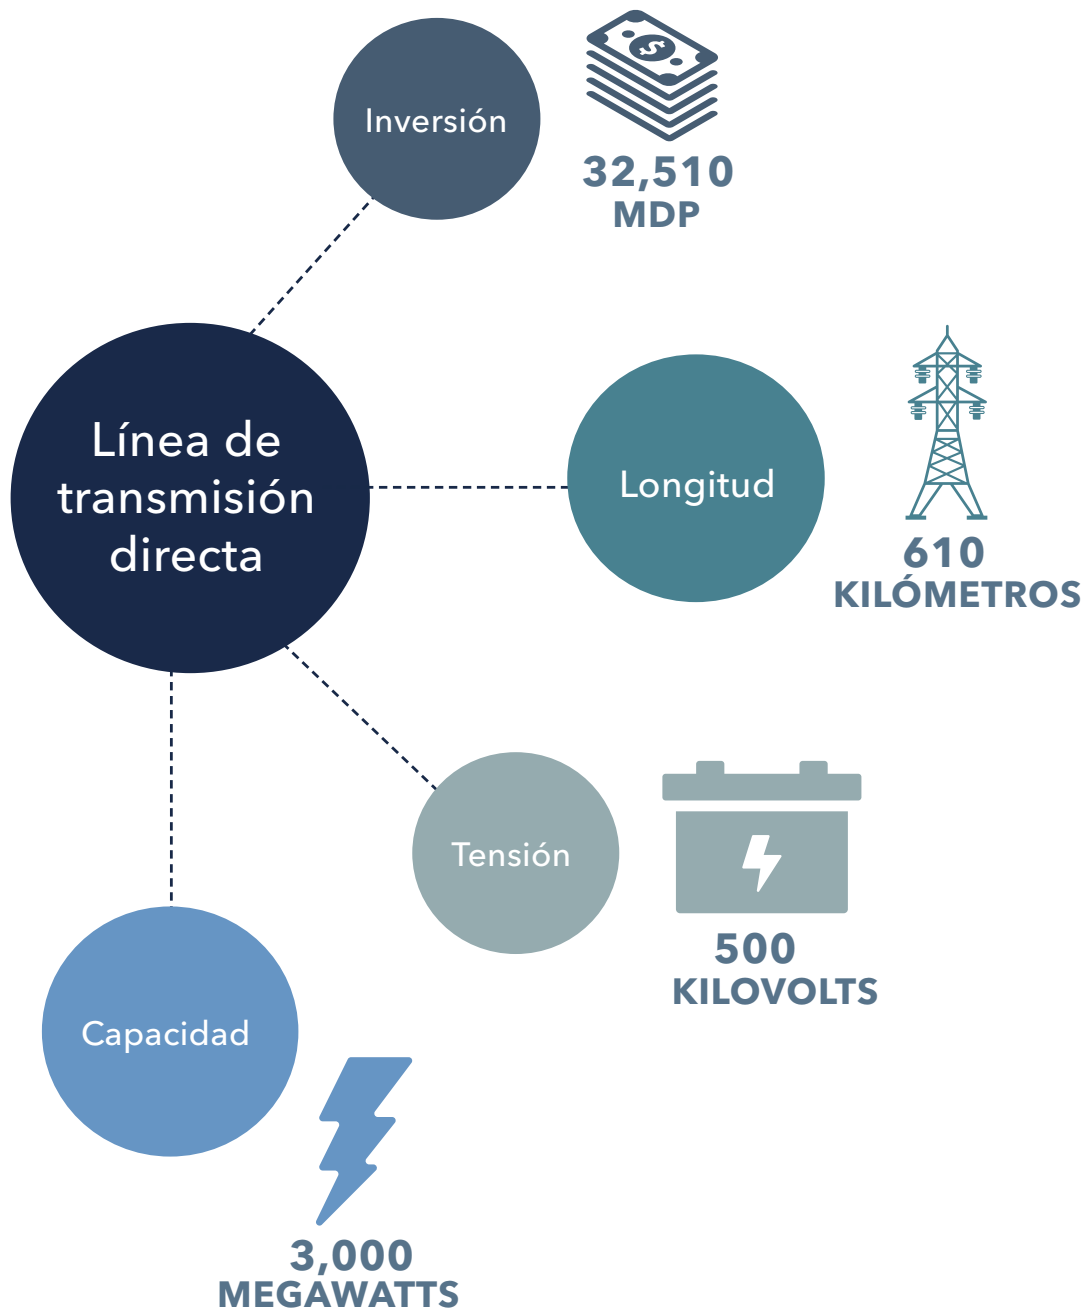 Inversión
$
32,510
MDP
Línea de
transmisión
directa
Longitud
610
KILÓMETROS
Tensión
500
KILOVOLTS
Capacidad
3,000
MEGAWATTS